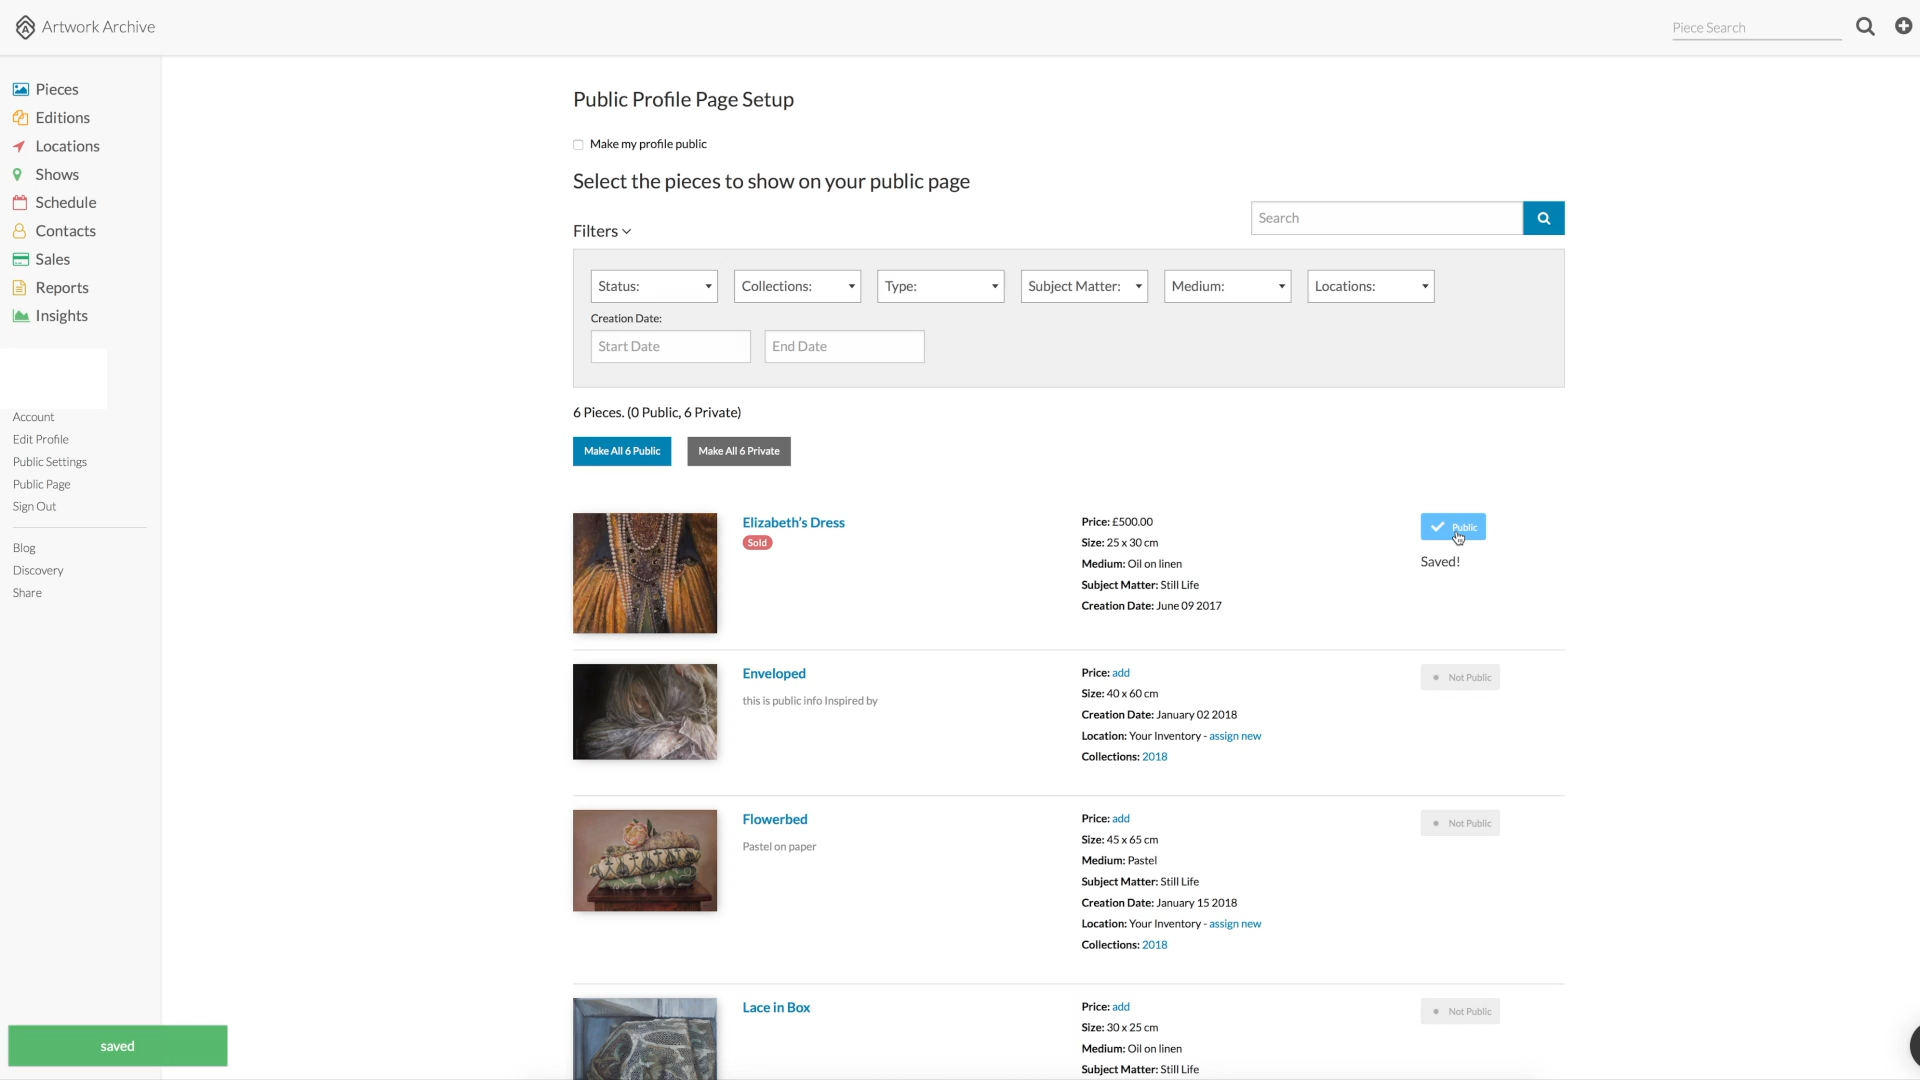 Artwork Archive
Piece Search
Pieces
Editions
Locations
Shows
Schedule
Contacts
Sales
Reports
Insights
Account
Edit Profile
Public Settings
Public Page
Sign Out
Blog
Discovery
Share
saved
Public Profile Page Setup
Make my profile public
Select the pieces to show on your public page
Search
Filters
Status: Collections: Type: Subject Matter: Medium: Locations:
Creation Date:
Start Date End Date
6 Pieces. (0 Public, 6 Private)
Make All 6 Public Make All 6 Private
Elizabeth's Dress
Sold
Price: £500.00
Size: 25 x 30 cm
Medium: Oil on linen
Subject Matter: Still Life
Creation Date: June 09 2017
Public
Saved!
Enveloped
this is public info Inspired by
Price: add
Size: 40 x 60 cm
Creation Date: January 02 2018
Location: Your Inventory - assign new
Collections: 2018
Not Public
Flowerbed
Pastel on paper
Price: add
Size: 45 x 65 cm
Medium: Pastel
Subject Matter: Still Life
Creation Date: January 15 2018
Location: Your Inventory - assign new
Collections: 2018
Not Public
Lace in Box
Price: add
Size: 30 x 25 cm
Medium: Oil on linen
Subject Matter: Still Life
Not Public